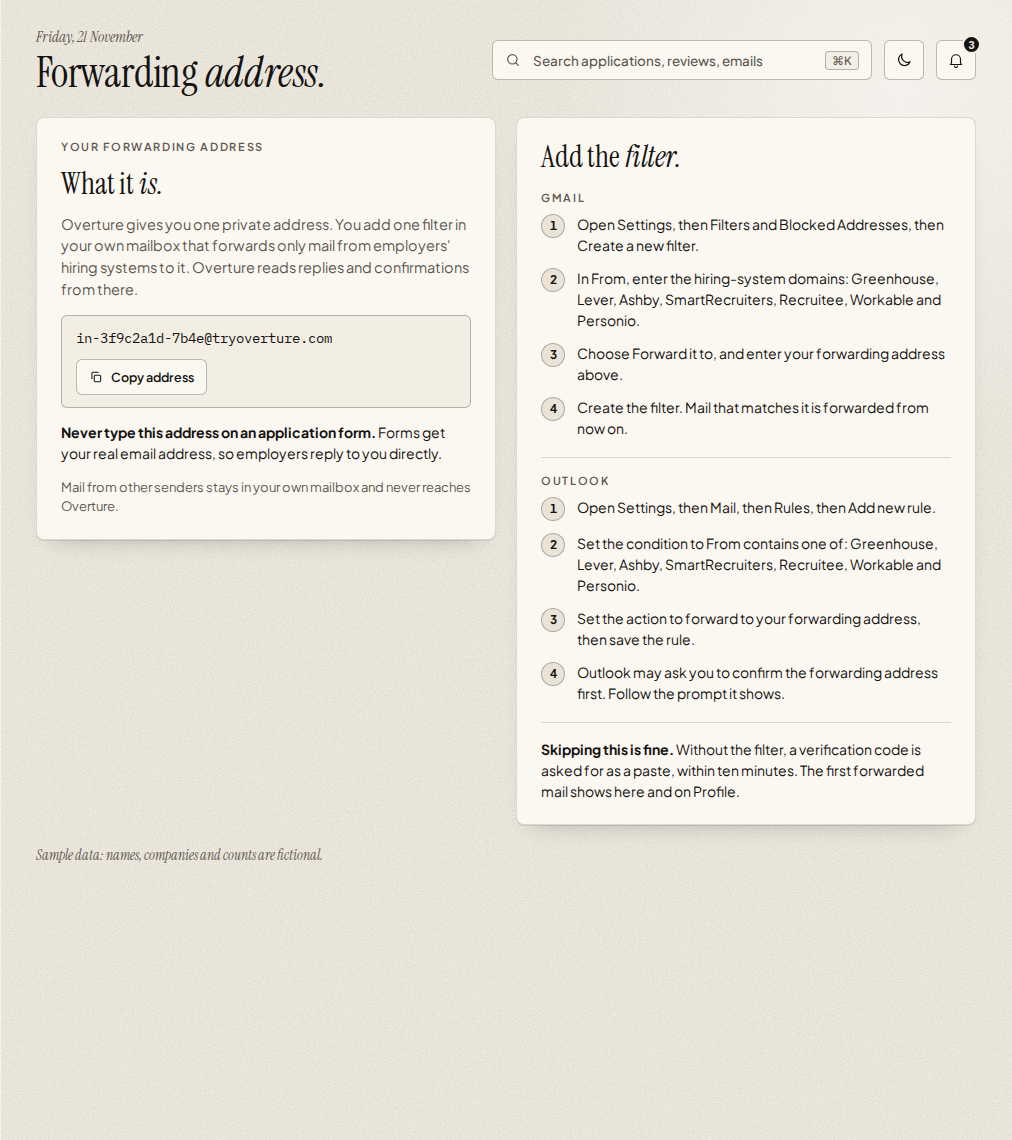 Friday, 21 November
Forwarding address.
Search applications, reviews, emails
⌘K
3
YOUR FORWARDING ADDRESS
What it is.
Overture gives you one private address. You add one filter in
your own mailbox that forwards only mail from employers'
hiring systems to it. Overture reads replies and confirmations
from there.
in-3f9c2a1d-7b4e@tryoverture.com
Copy address
Never type this address on an application form. Forms get
your real email address, so employers reply to you directly.
Mail from other senders stays in your own mailbox and never reaches
Overture.
Add the filter.
GMAIL
1 Open Settings, then Filters and Blocked Addresses, then
Create a new filter.
2 In From, enter the hiring-system domains: Greenhouse,
Lever, Ashby, SmartRecruiters, Recruitee, Workable and
Personio.
3 Choose Forward it to, and enter your forwarding address
above.
4 Create the filter. Mail that matches it is forwarded from
now on.
OUTLOOK
1 Open Settings, then Mail, then Rules, then Add new rule.
2 Set the condition to From contains one of: Greenhouse,
Lever, Ashby, SmartRecruiters, Recruitee, Workable and
Personio.
3 Set the action to forward to your forwarding address,
then save the rule.
4 Outlook may ask you to confirm the forwarding address
first. Follow the prompt it shows.
Skipping this is fine. Without the filter, a verification code is
asked for as a paste, within ten minutes. The first forwarded
mail shows here and on Profile.
Sample data: names, companies and counts are fictional.